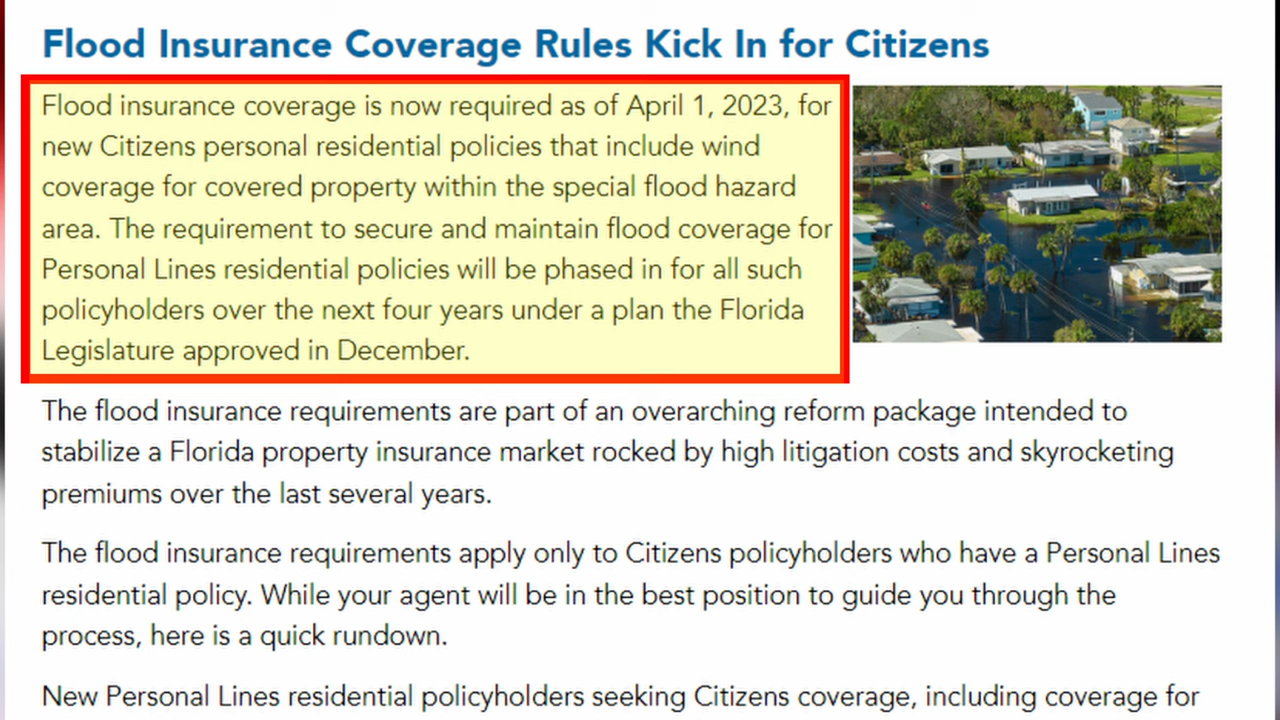 Flood Insurance Coverage Rules Kick In for Citizens
Flood insurance coverage is now required as of April 1, 2023, for
new Citizens personal residential policies that include wind
coverage for covered property within the special flood hazard
area. The requirement to secure and maintain flood coverage for
Personal Lines residential policies will be phased in for all such
policyholders over the next four years under a plan the Florida
Legislature approved in December.
The flood insurance requirements are part of an overarching reform package intended to
stabilize a Florida property insurance market rocked by high litigation costs and skyrocketing
premiums over the last several years.
The flood insurance requirements apply only to Citizens policyholders who have a Personal Lines
residential policy. While your agent will be in the best position to guide you through the
process, here is a quick rundown.
New Personal Lines residential policyholders seeking Citizens coverage, including coverage for